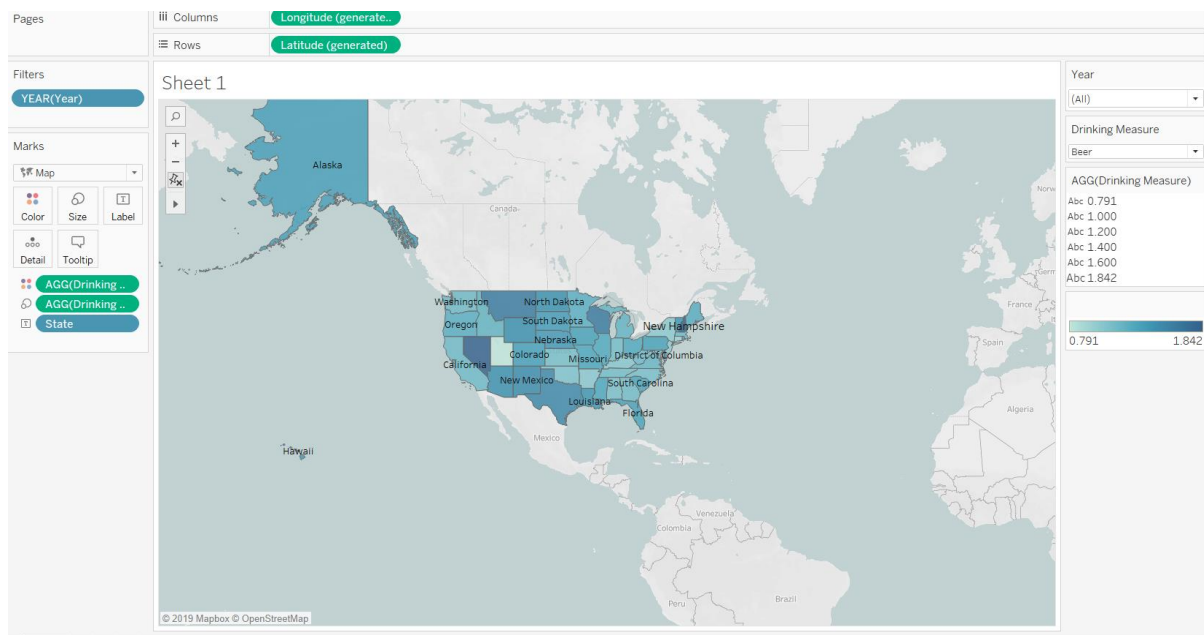 Pages
Columns
Longitude (generate..
Rows
Latitude (generated)
Filters
YEAR(Year)
Marks
Map
Color
Size
Label
Detail
Tooltip
AGG(Drinking ..
AGG(Drinking ..
State
Sheet 1
Alaska
Canada
Washington
North Dakota
Oregon
South Dakota
New Hampshire
Nebraska
California
Colorado
Missouri
District of Columbia
New Mexico
South Carolina
Louisiana
Florida
Hawaii
Mexico
Venezuela
Colombia
Peru
Brazil
Norw
Germ
France
Spain
Algeria
© 2019 Mapbox © OpenStreetMap
Year
(All)
Drinking Measure
Beer
AGG(Drinking Measure)
Abc 0.791
Abc 1.000
Abc 1.200
Abc 1.400
Abc 1.600
Abc 1.842
0.791 1.842